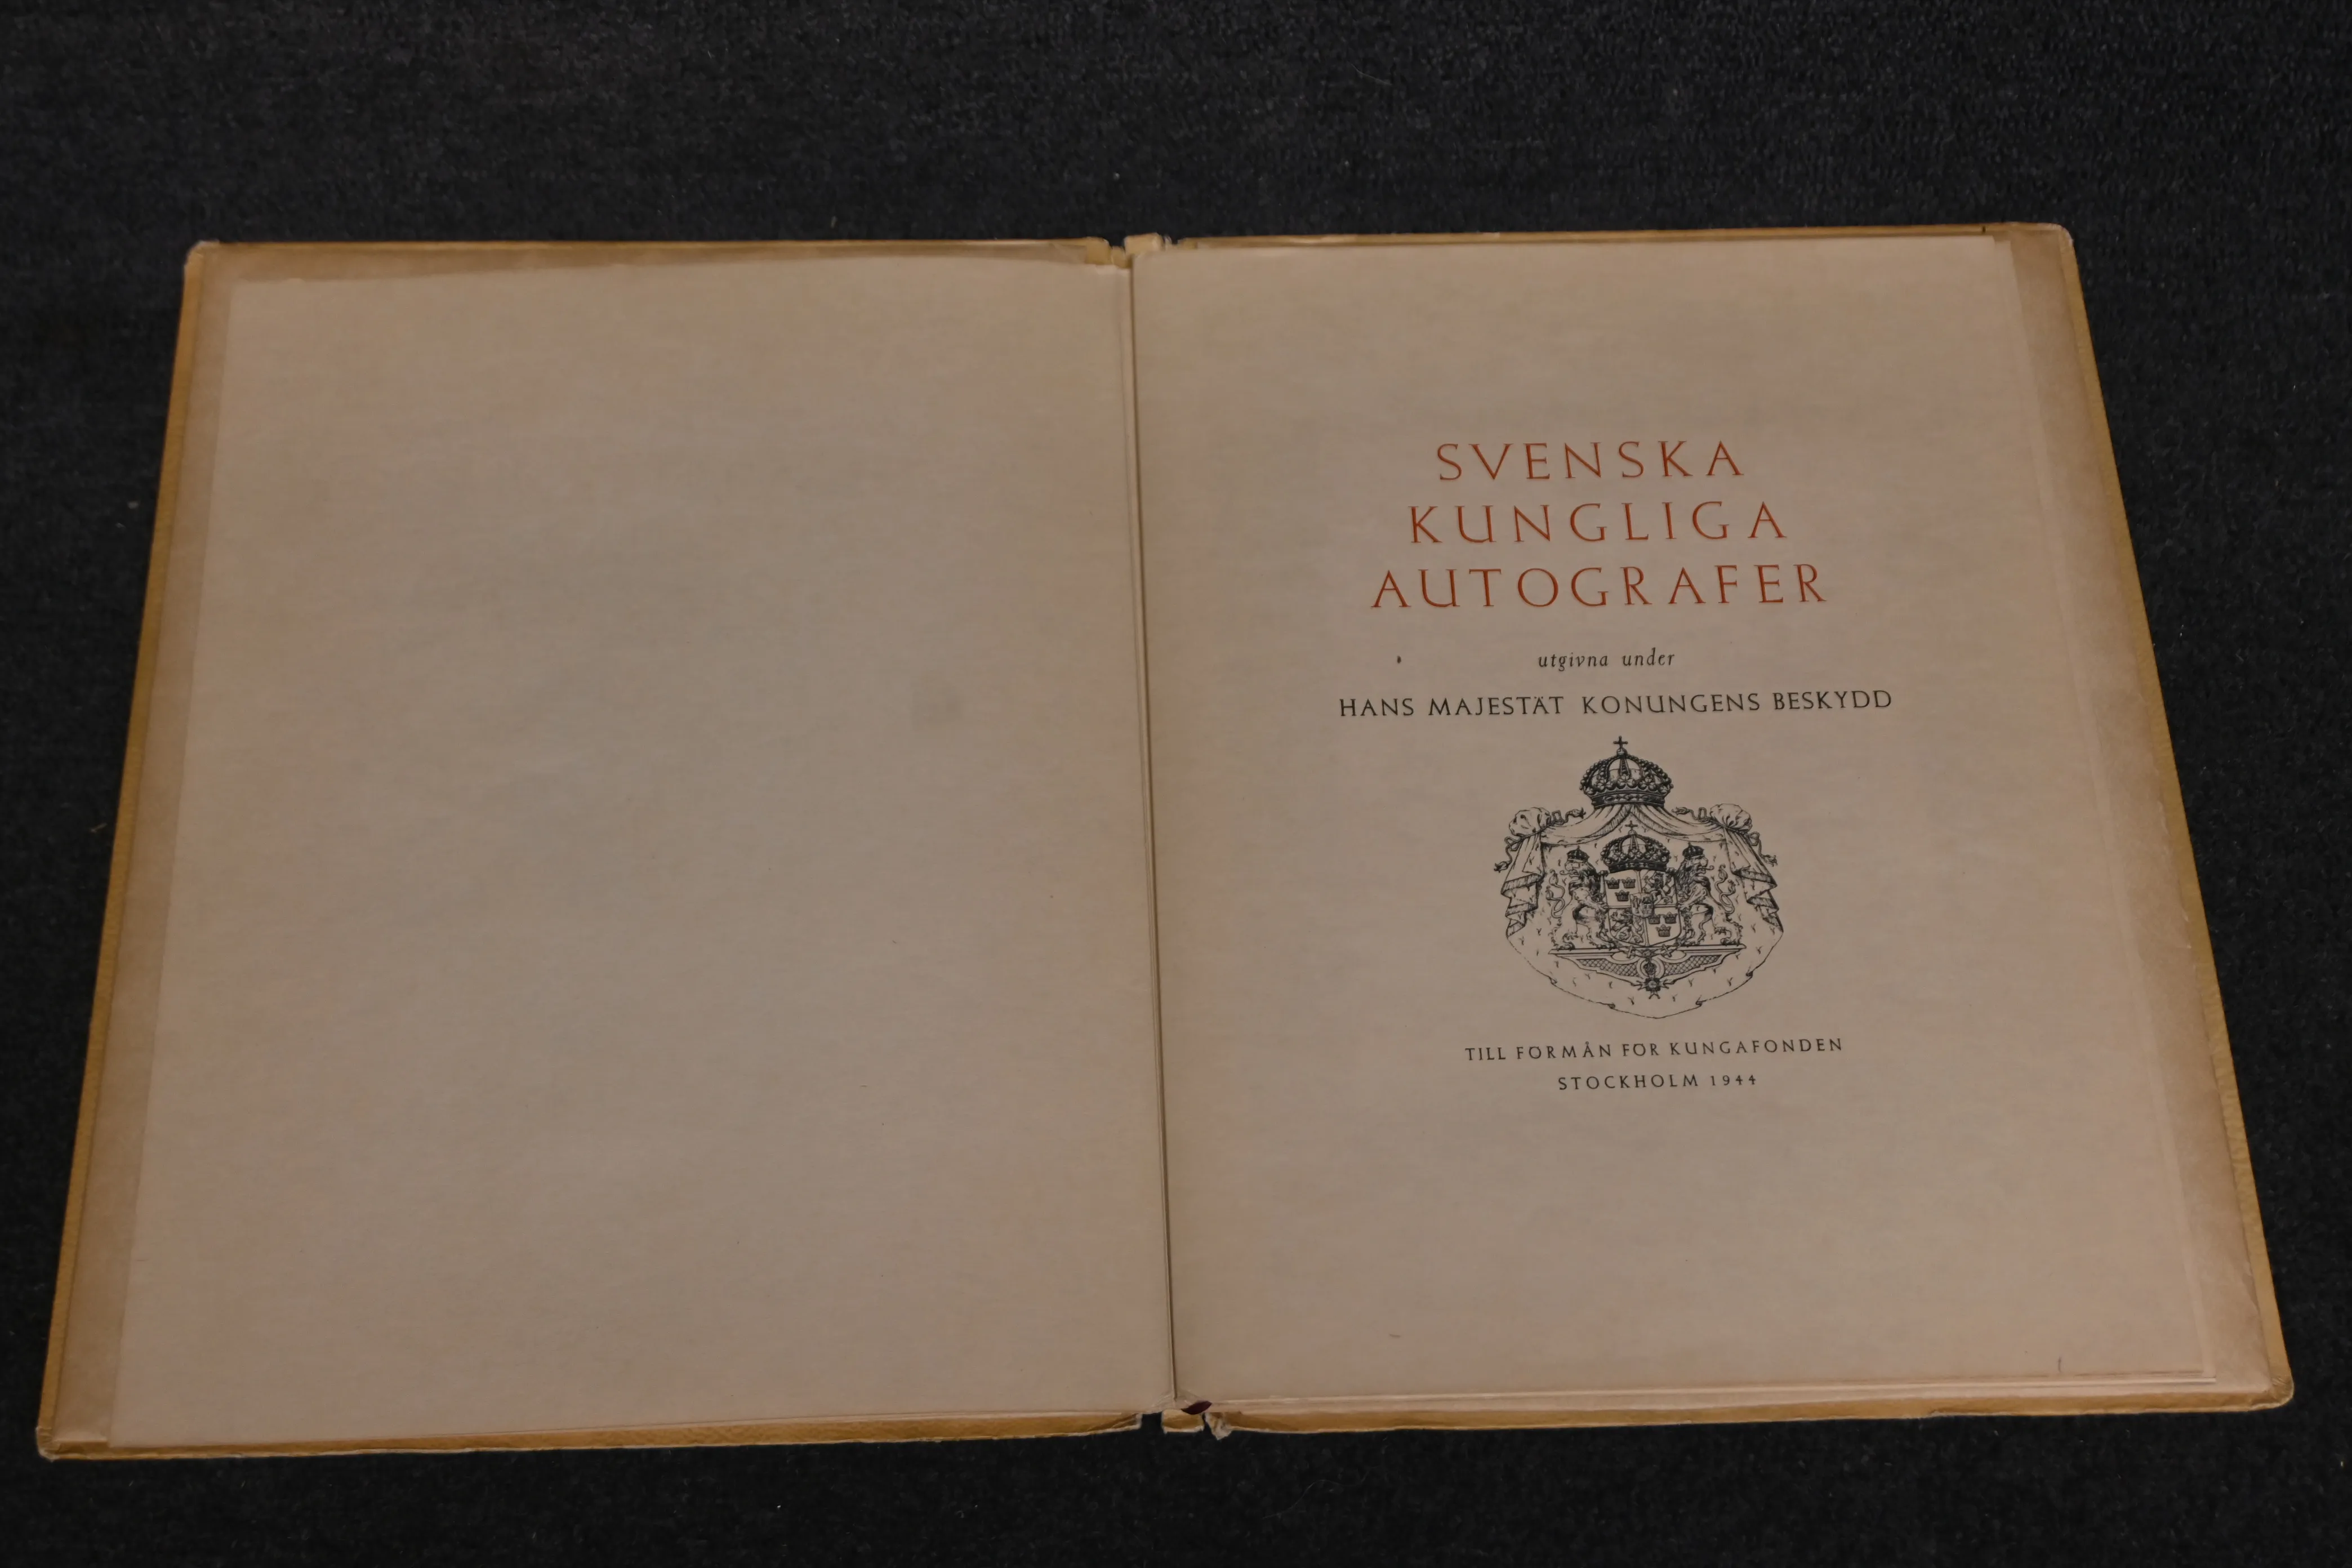 SVENSKA
KUNGLIGA
AUTOGRAFER
utgivna under
HANS MAJESTÄT KONUNGENS BESKYDD
TILL FÖRMÅN FÖR KUNGAFONDEN
STOCKHOLM 1944